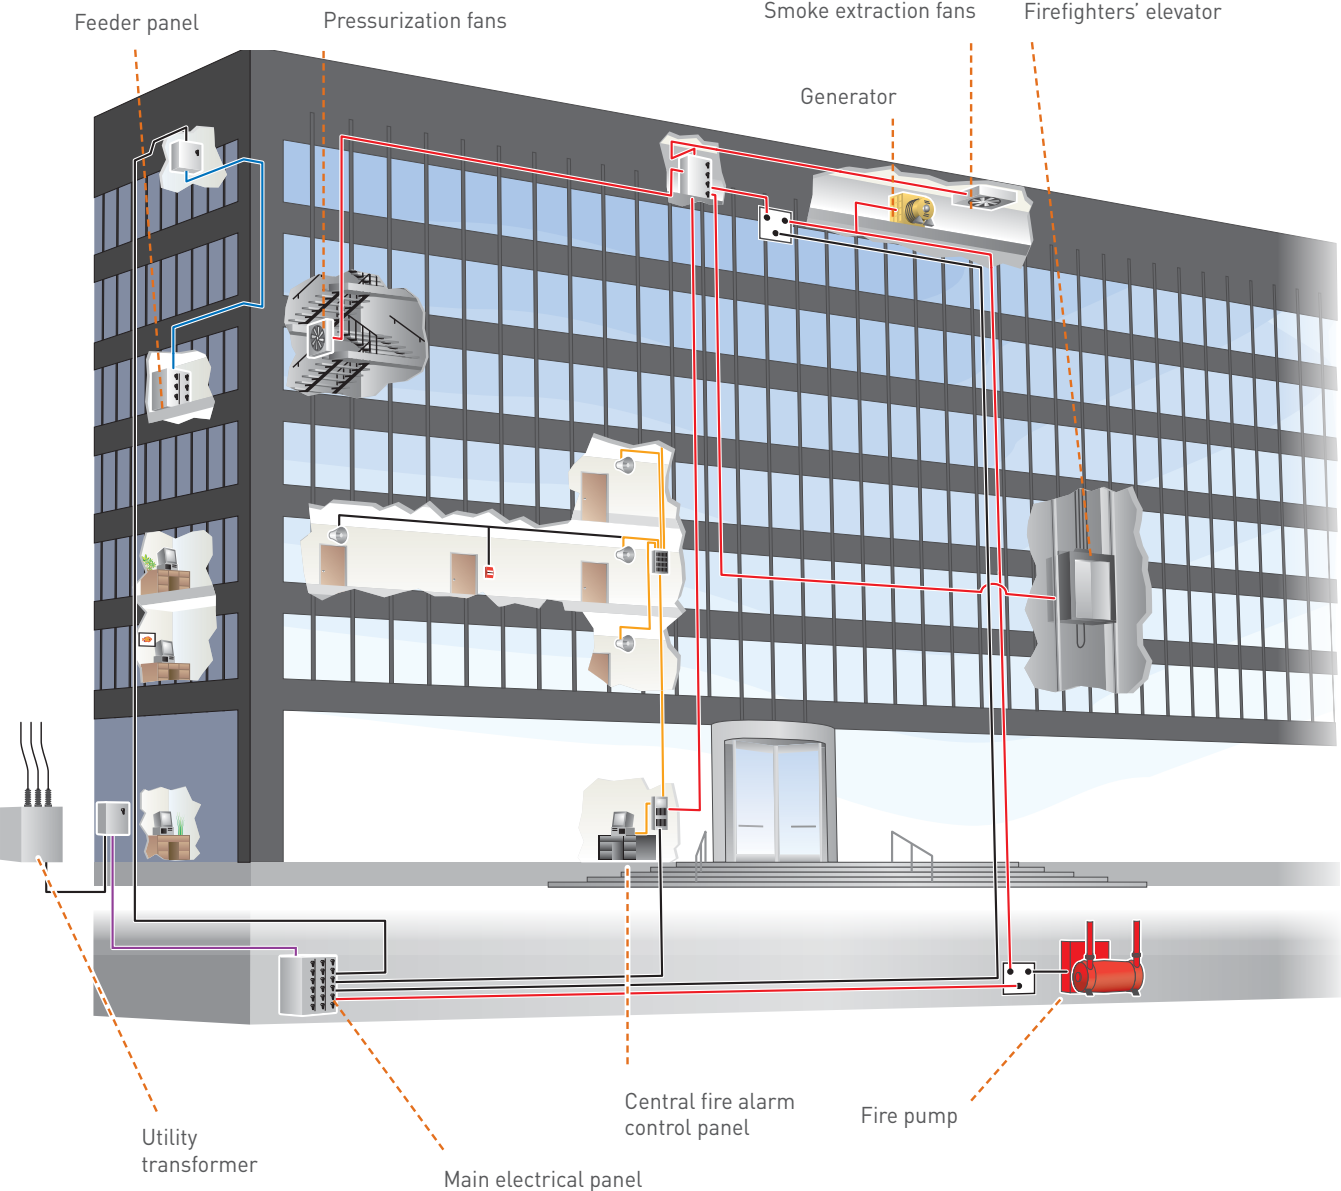 Feeder panel
Pressurization fans
Smoke extraction fans
Firefighters’ elevator
Generator
Central fire alarm
control panel
Fire pump
Utility
transformer
Main electrical panel